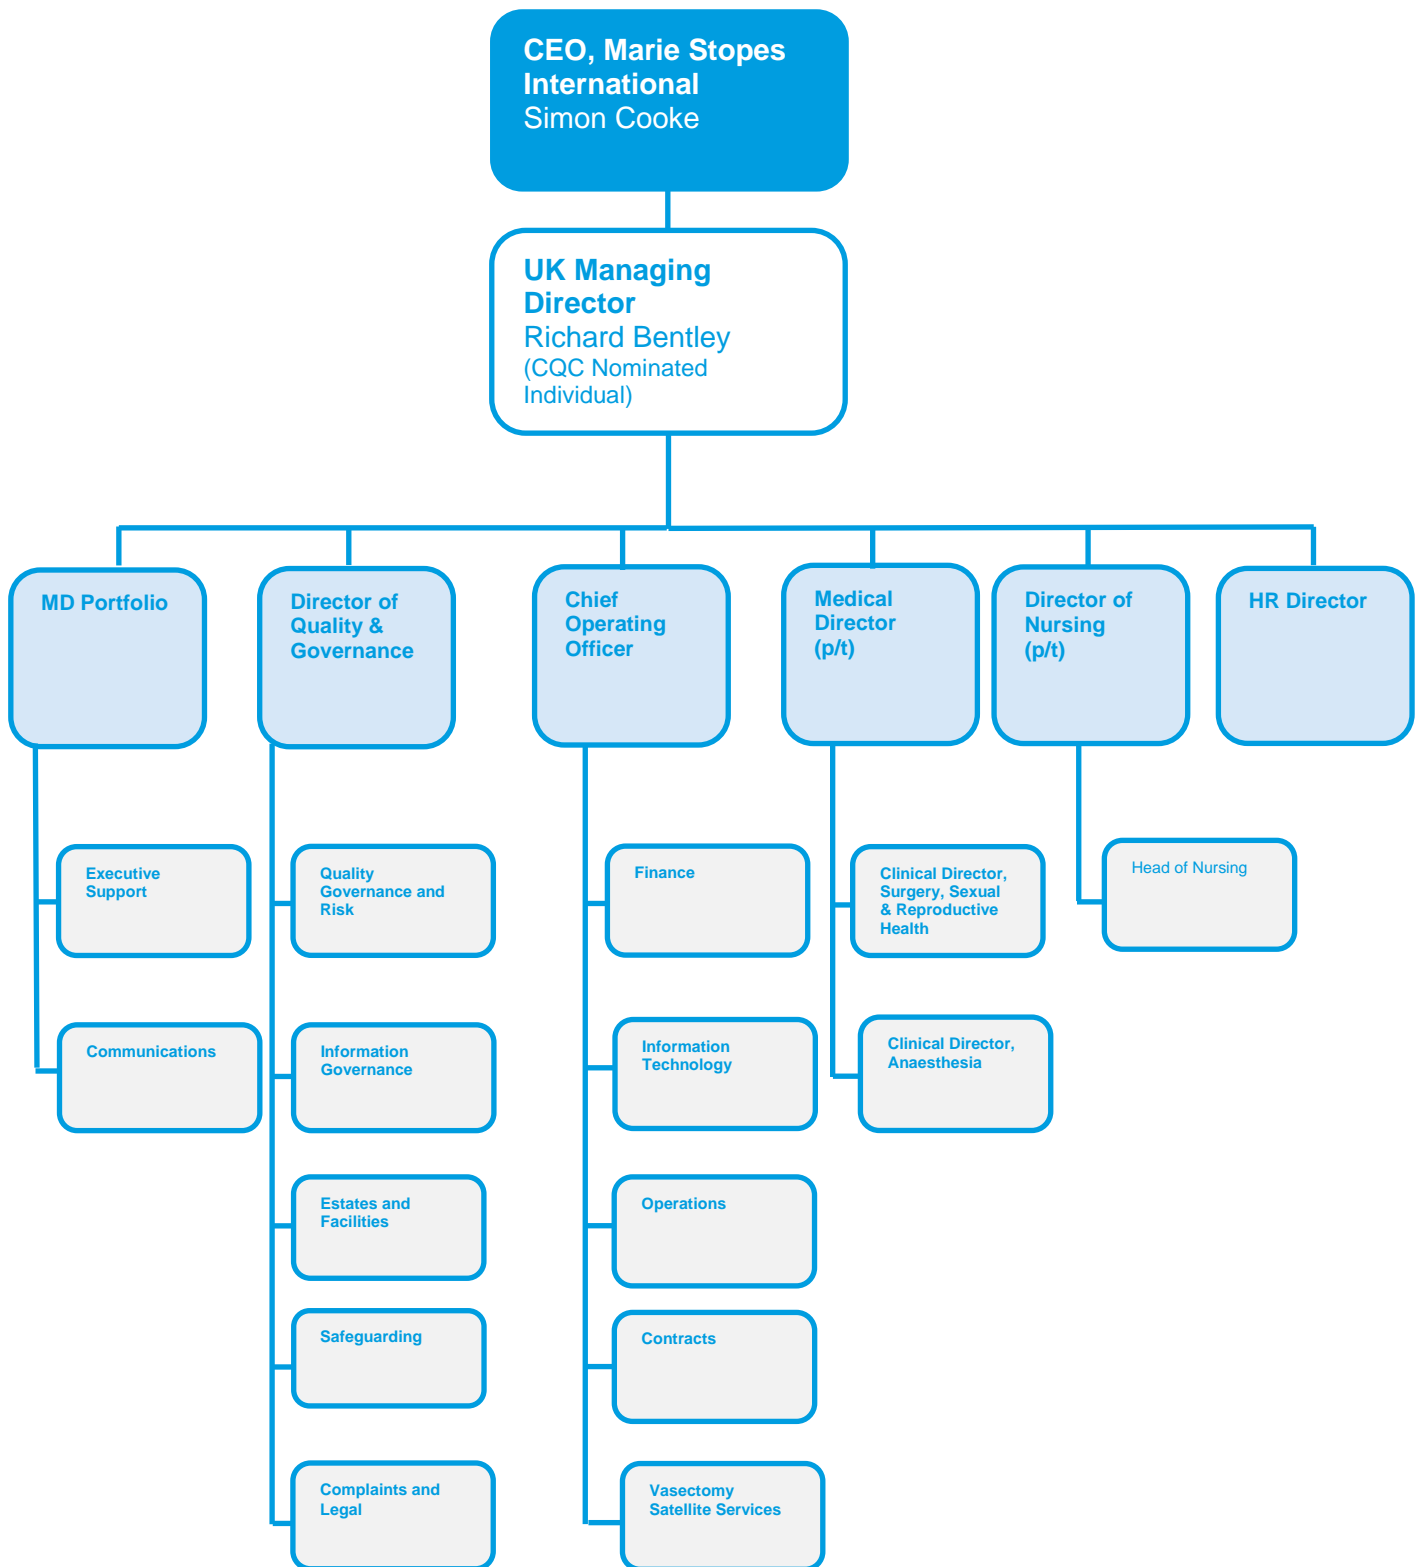 CEO, Marie Stopes
International
Simon Cooke
UK Managing
Director
Richard Bentley
(CQC Nominated
Individual)
MD Portfolio
Director of
Quality &
Governance
Chief
Operating
Officer
Medical
Director
(p/t)
Director of
Nursing
(p/t)
HR Director
Executive
Support
Quality
Governance and
Risk
Finance
Clinical Director,
Surgery, Sexual
& Reproductive
Health
Head of Nursing
Communications
Information
Governance
Information
Technology
Clinical Director,
Anaesthesia
Estates and
Facilities
Operations
Safeguarding
Contracts
Complaints and
Legal
Vasectomy
Satellite Services